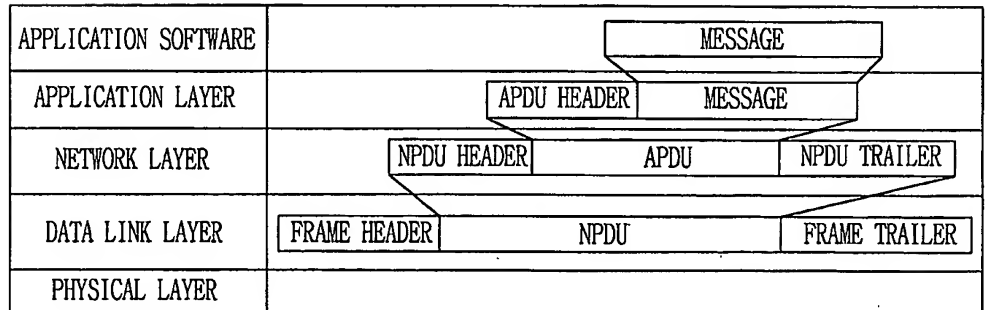 APPLICATION SOFTWARE MESSAGE
APPLICATION LAYER APDU HEADER MESSAGE
NETWORK LAYER NPDU HEADER APDU NPDU TRAILER
DATA LINK LAYER FRAME HEADER NPDU FRAME TRAILER
PHYSICAL LAYER